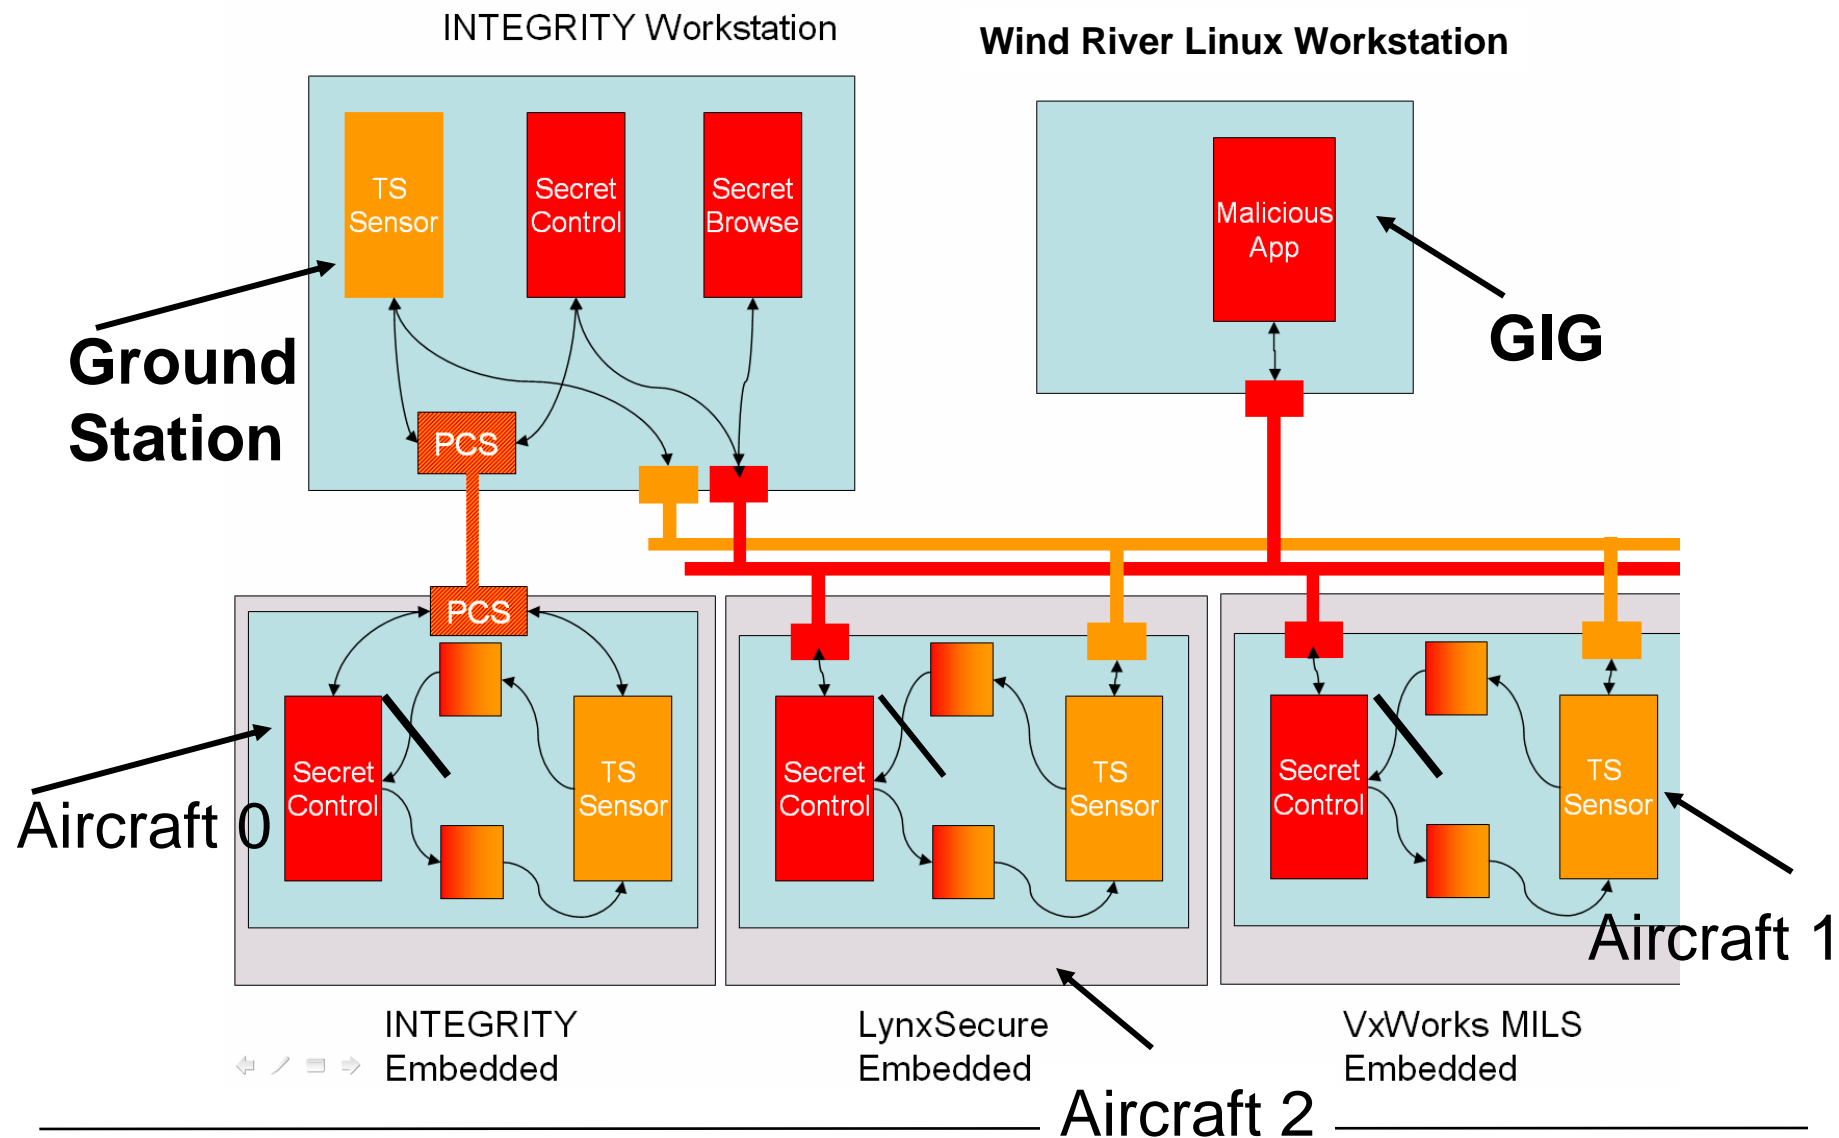 INTEGRITY Workstation
Wind River Linux Workstation
TS
Sensor
Secret
Control
Secret
Browse
Malicious
App
Ground
Station
GIG
PCS
PCS
Secret
Control
TS
Sensor
Secret
Control
TS
Sensor
Secret
Control
TS
Sensor
Aircraft 0
Aircraft 1
INTEGRITY
Embedded
LynxSecure
Embedded
VxWorks MILS
Embedded
Aircraft 2